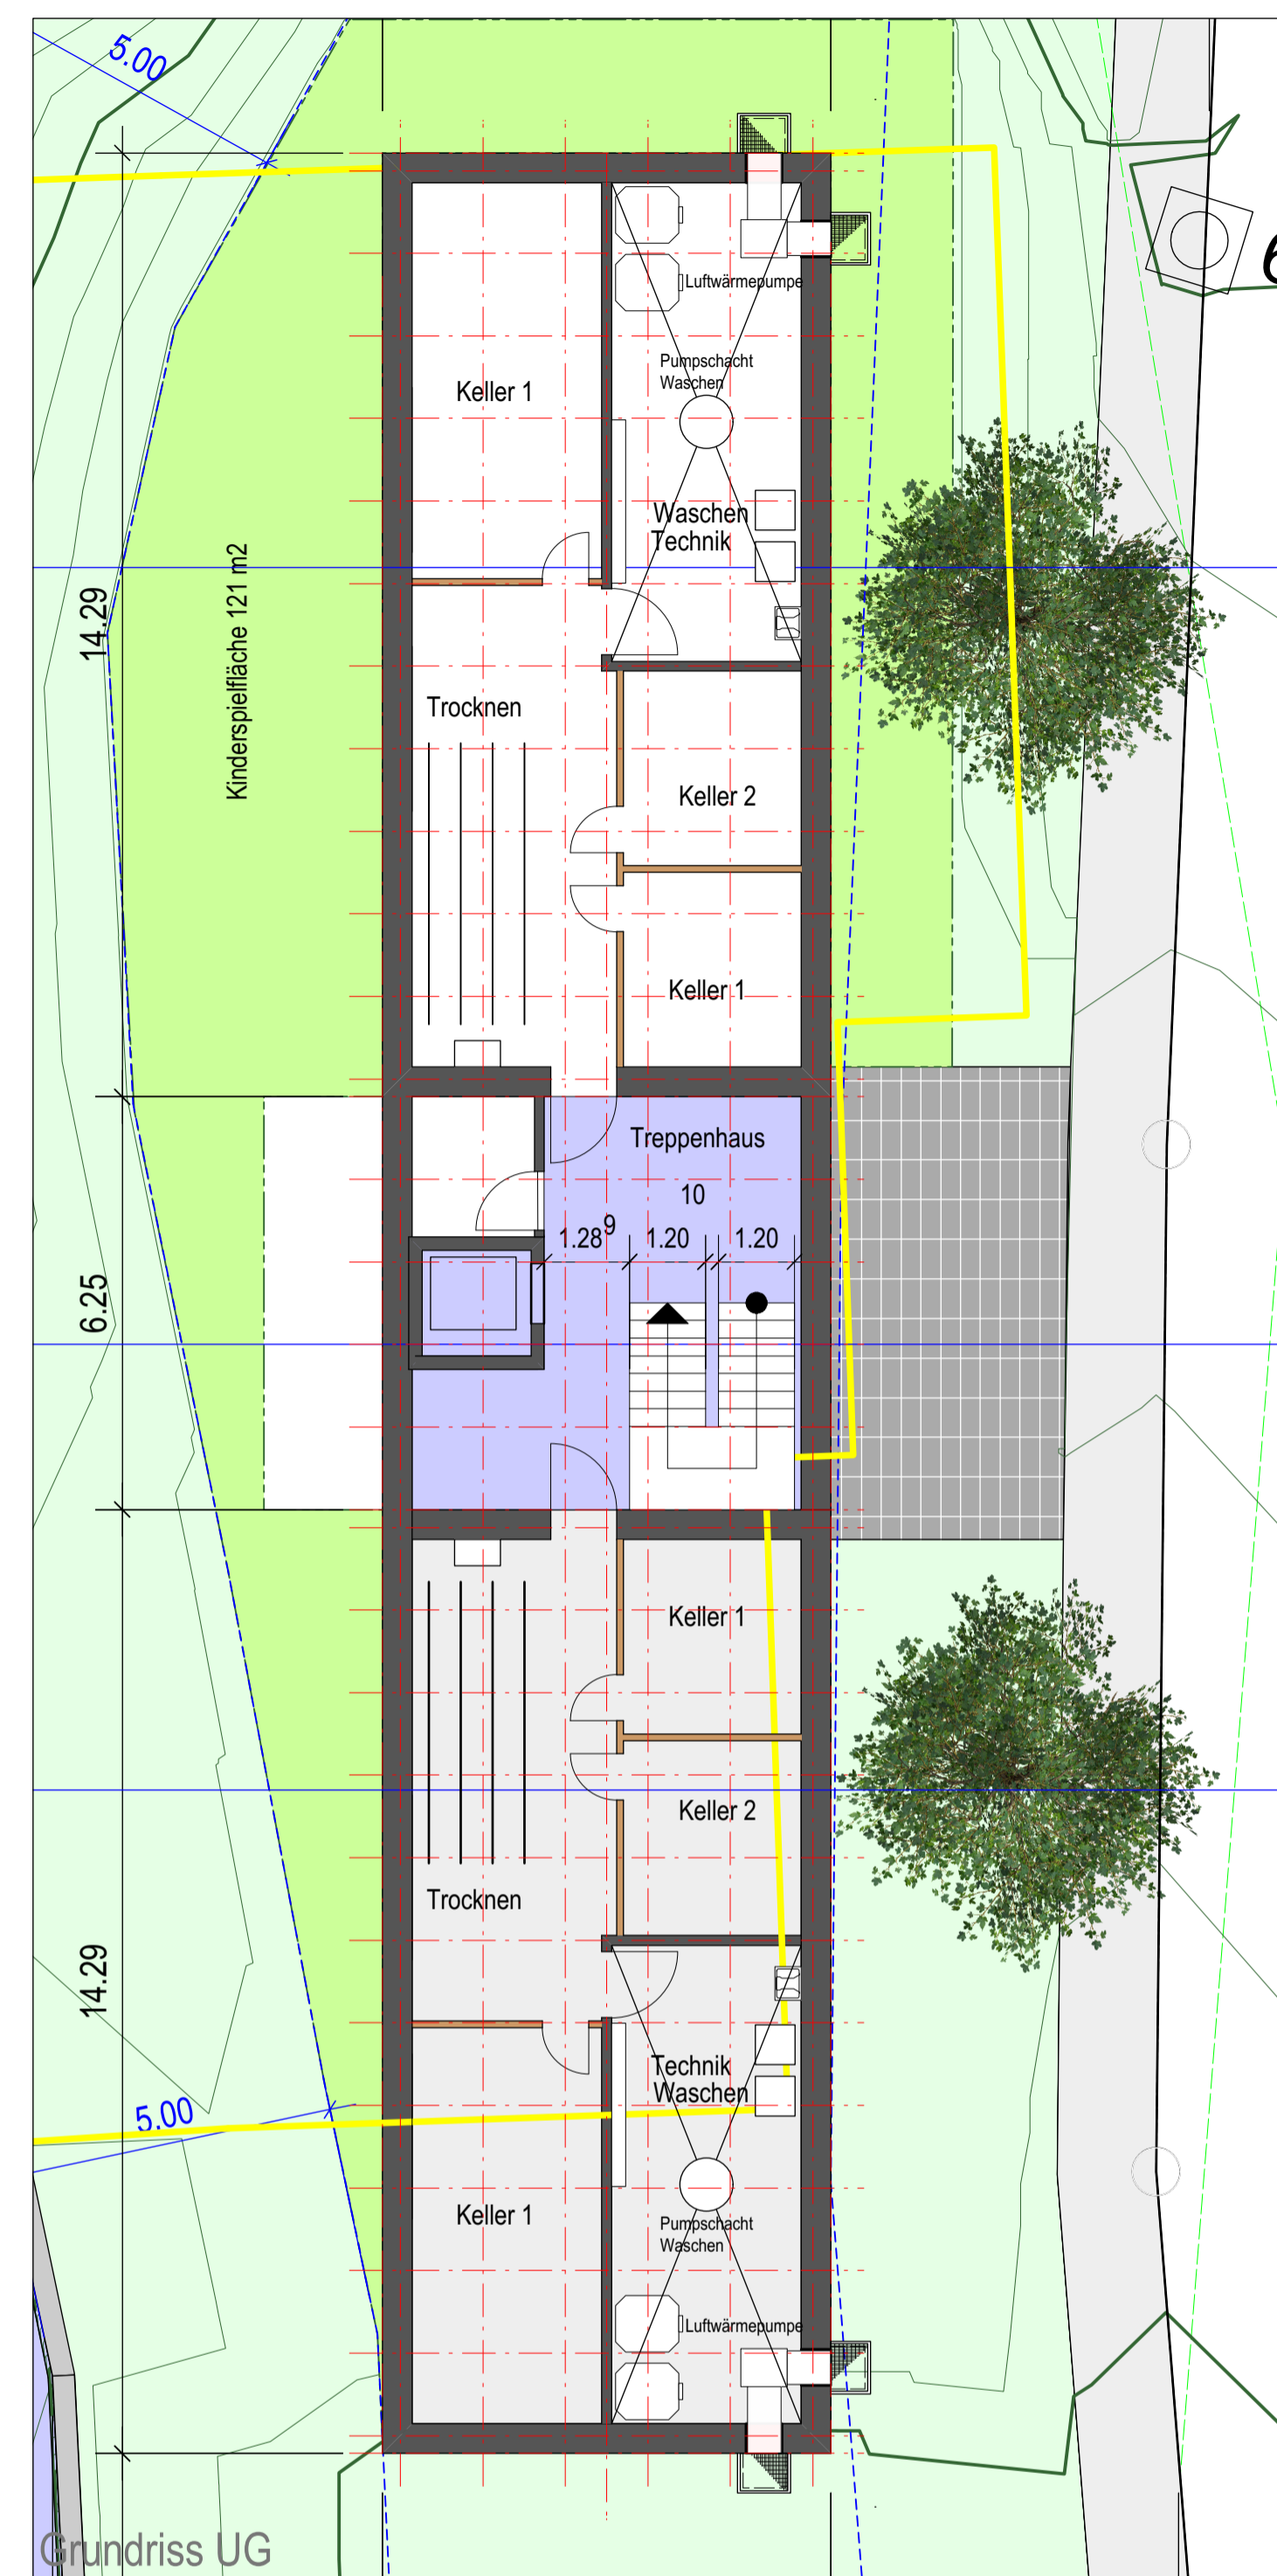 5.00
6
Luftwärmepumpe
Pumpschacht
Waschen
Keller 1
Waschen
Technik
Kinderspielfläche 121 m2
14.29
Trocknen
Keller 2
Keller 1
Treppenhaus
10
1.28⁹ 1.20 1.20
6.25
Keller 1
Keller 2
Trocknen
14.29
Technik
Waschen
5.00
Keller 1
Pumpschacht
Waschen
Luftwärmepumpe
Grundriss UG